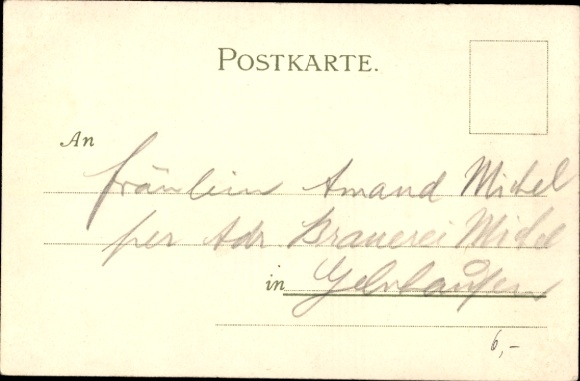 POSTKARTE.
An
Fräulein Amand Michel
per Adr Brauerei Michel
in Gelnhausen
6,-